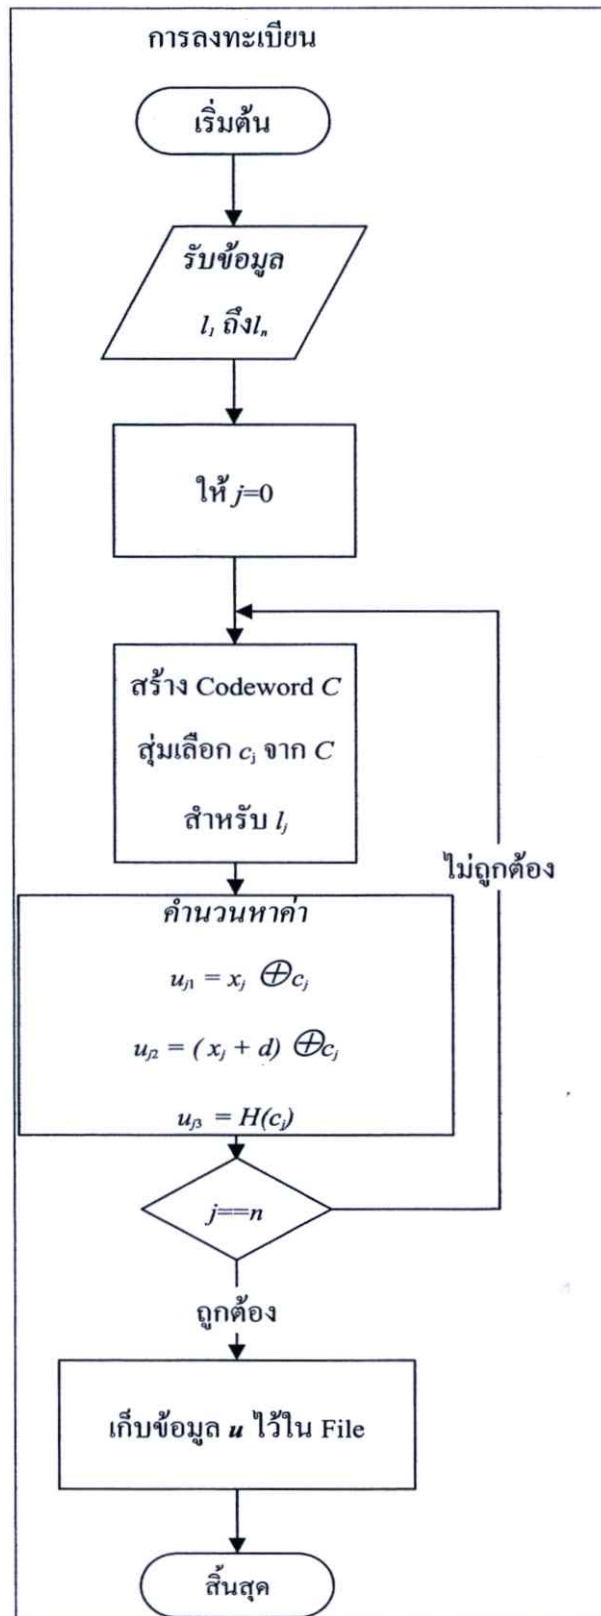 การลงทะเบียน
เริ่มต้น
รับข้อมูล
l₁ ถึงlₙ
ให้ j=0
สร้าง Codeword C
สุ่มเลือก cⱼ จาก C
สำหรับ lⱼ
ไม่ถูกต้อง
คำนวนหาค่า
uⱼ₁ = xⱼ ⊕cⱼ
uⱼ₂ = ( xⱼ + d) ⊕cⱼ
uⱼ₃ = H(cⱼ)
j==n
ถูกต้อง
เก็บข้อมูล u ไว้ใน File
สิ้นสุด